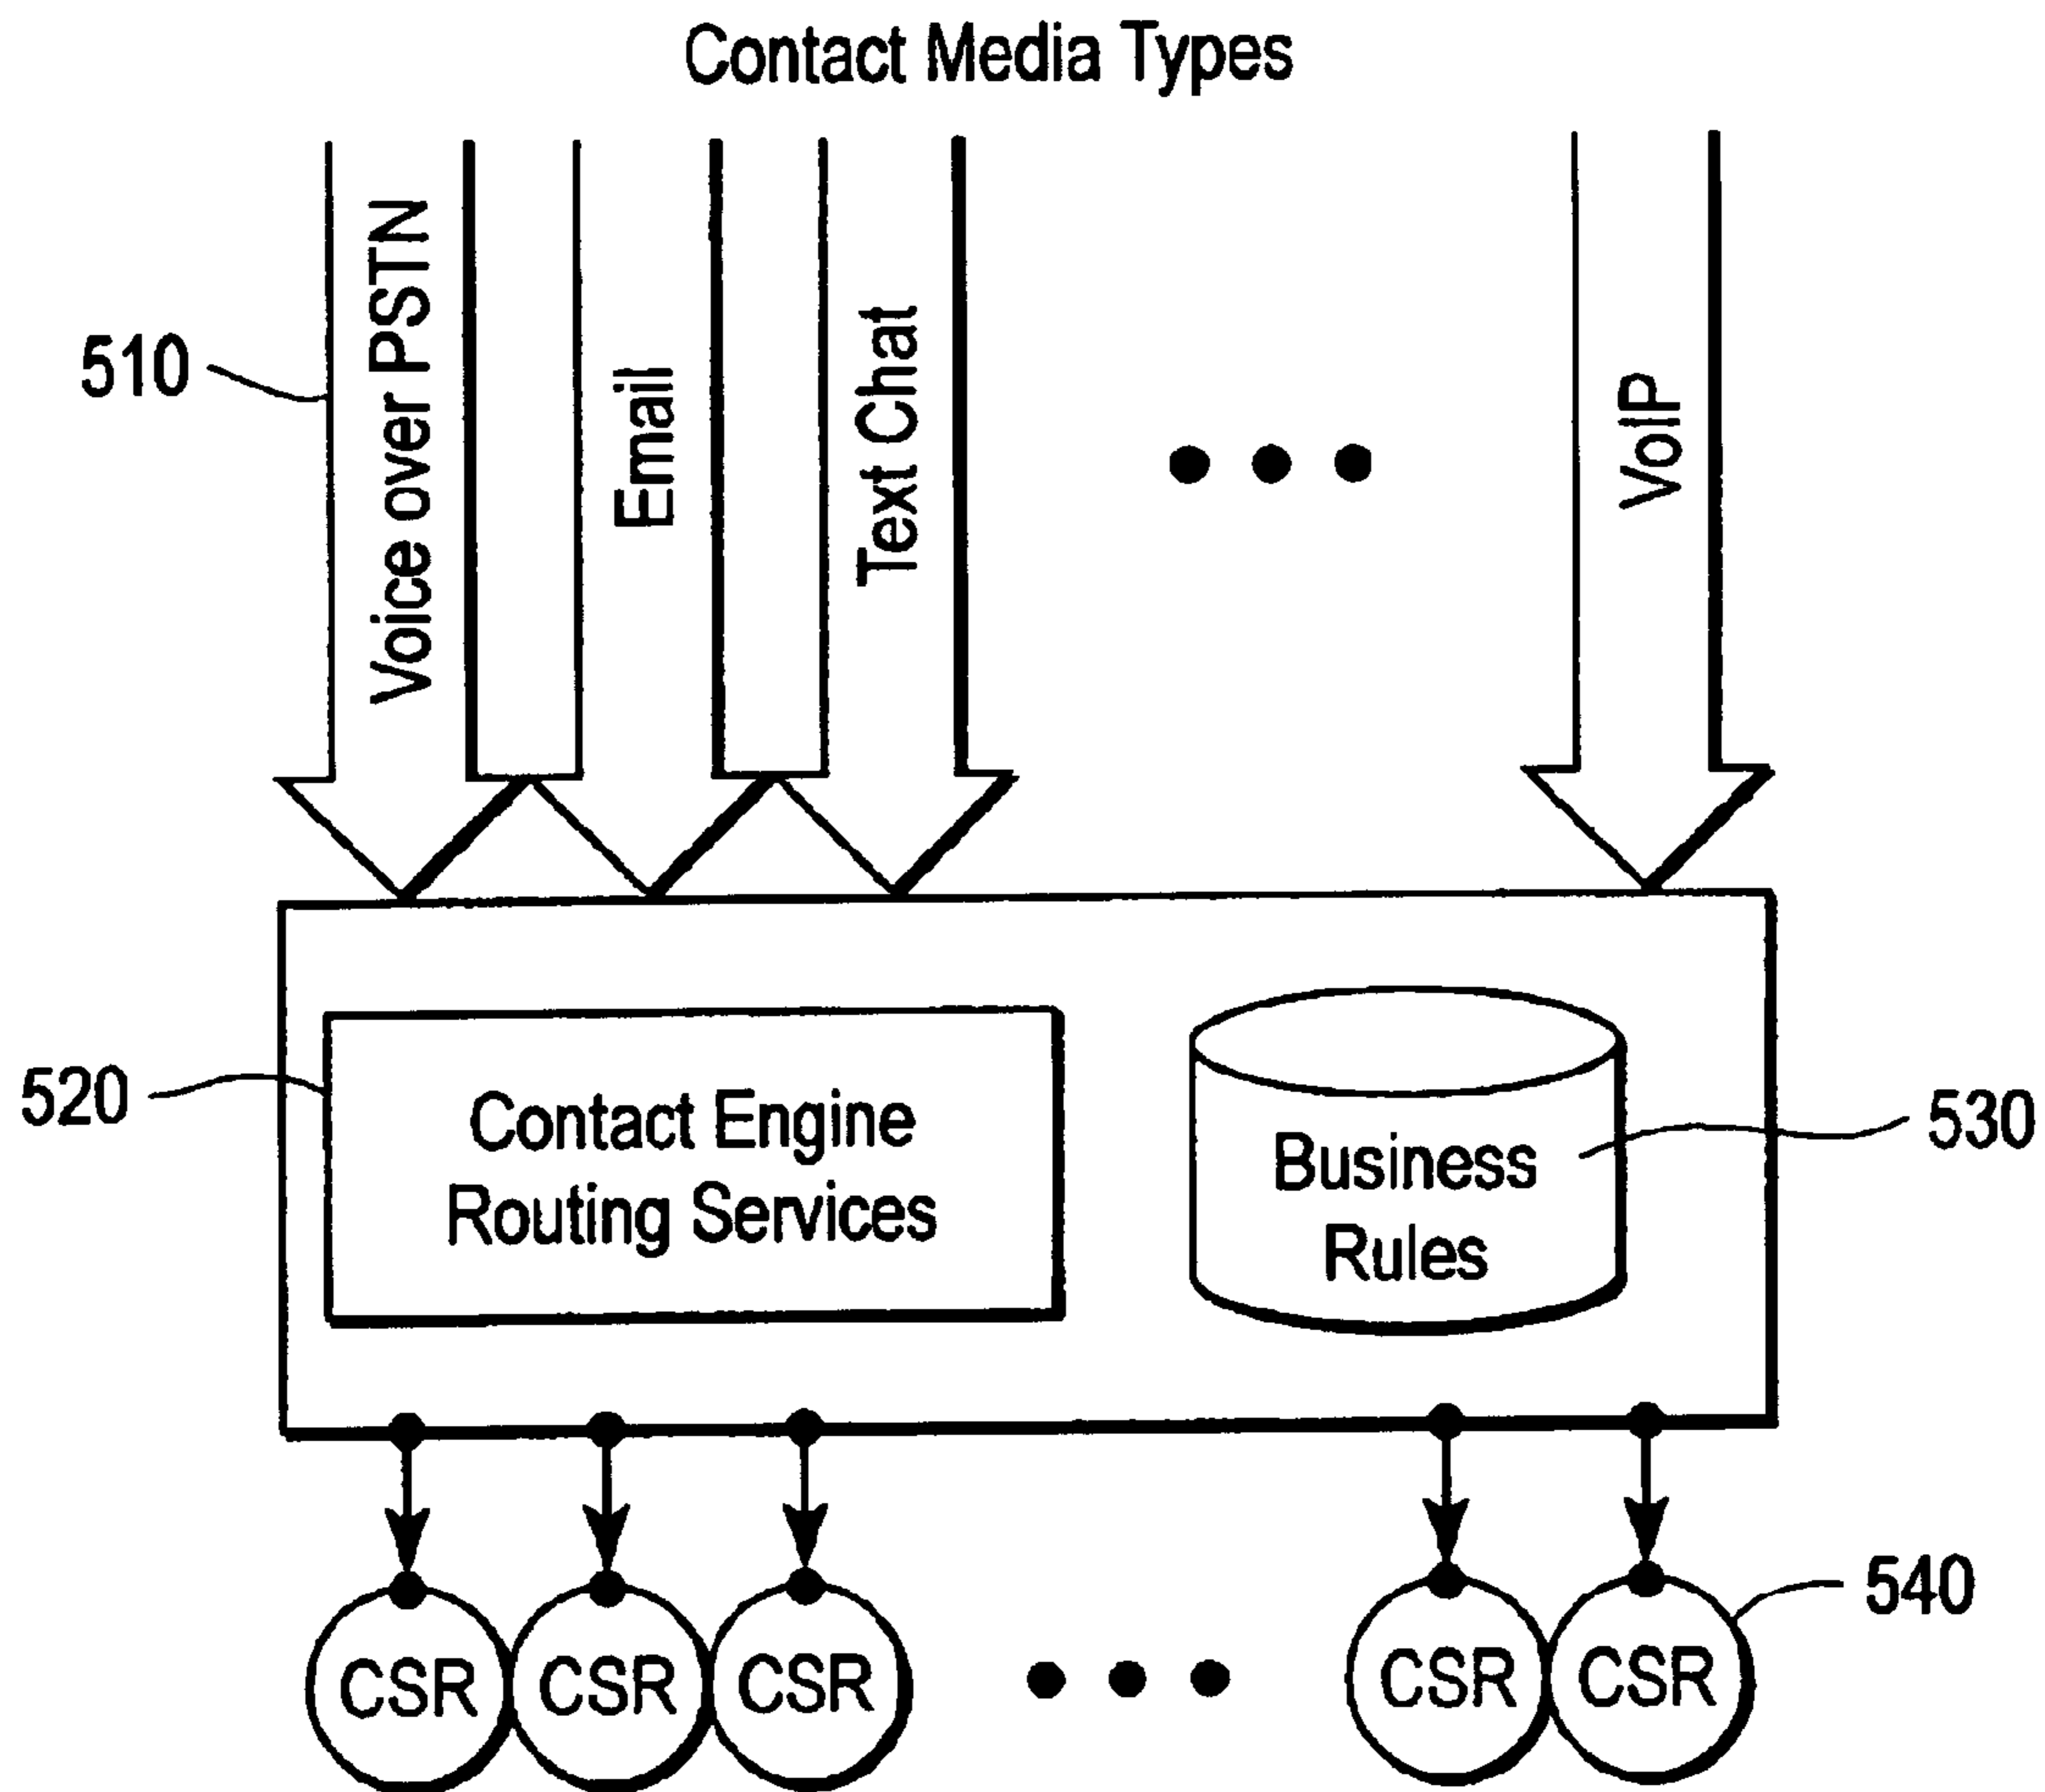 Contact Media Types
510
Voice over PSTN
Email
Text Chat
VoIP
520
Contact Engine
Routing Services
Business
Rules
530
540
CSR
CSR
CSR
CSR
CSR